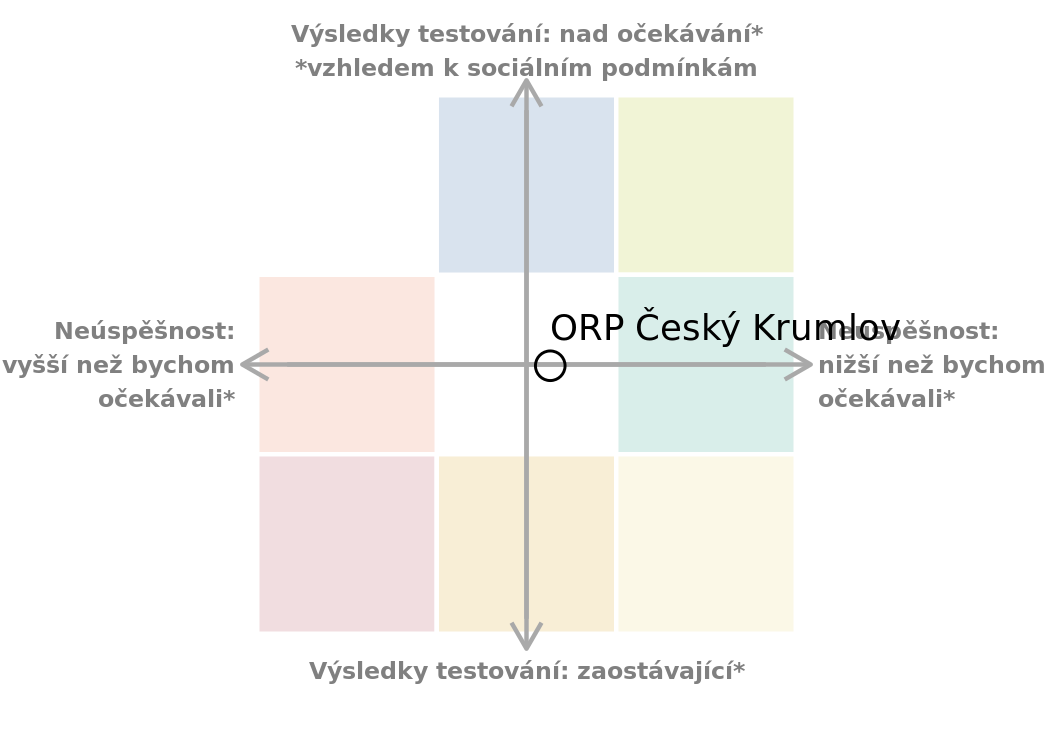 Výsledky testování: nad očekávání*
*vzhledem k sociálním podmínkám
ORP Český Krumlov
Neúspěšnost:
vyšší než bychom
očekávali*
Neúspěšnost:
nižší než bychom
očekávali*
Výsledky testování: zaostávající*